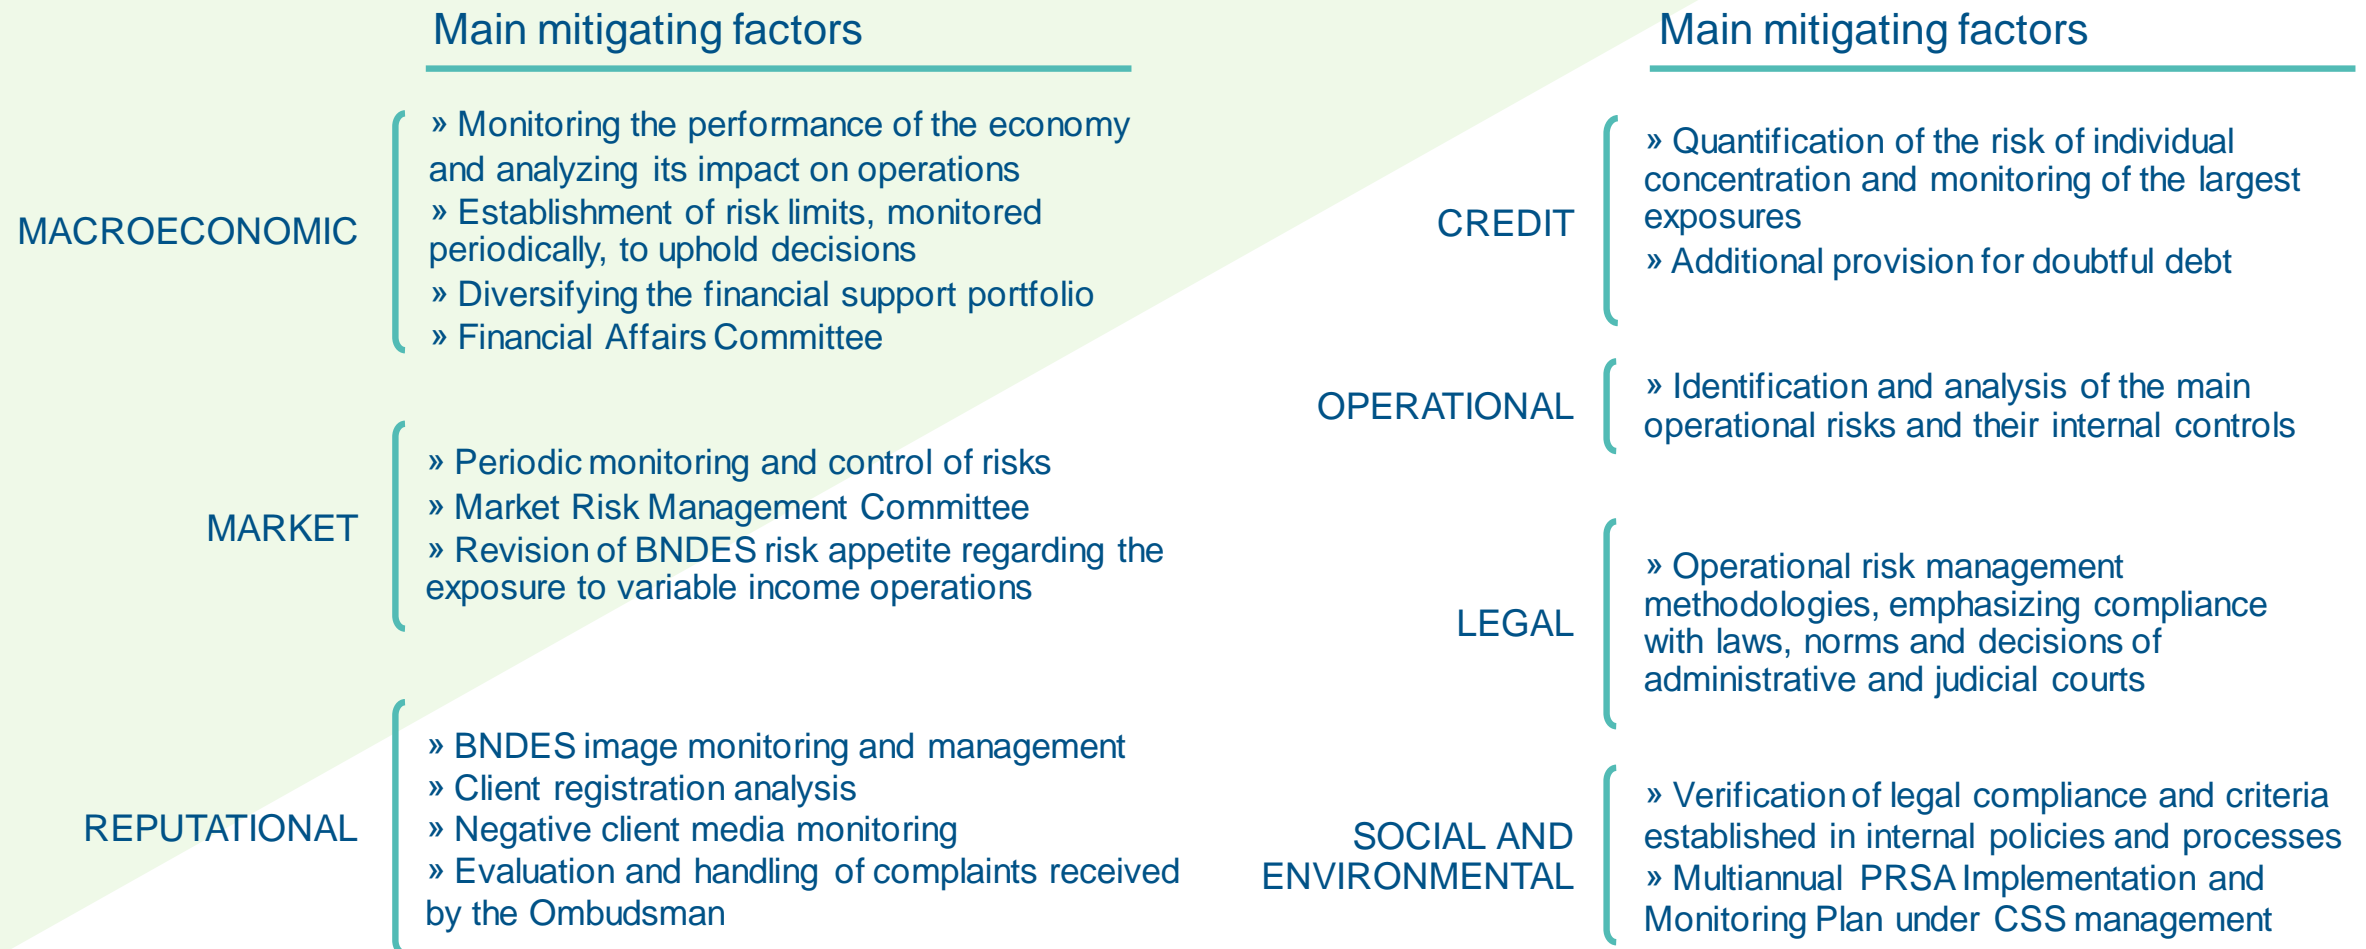 Main mitigating factors
MACROECONOMIC
» Monitoring the performance of the economy
and analyzing its impact on operations
» Establishment of risk limits, monitored
periodically, to uphold decisions
» Diversifying the financial support portfolio
» Financial Affairs Committee
MARKET
» Periodic monitoring and control of risks
» Market Risk Management Committee
» Revision of BNDES risk appetite regarding the
exposure to variable income operations
REPUTATIONAL
» BNDES image monitoring and management
» Client registration analysis
» Negative client media monitoring
» Evaluation and handling of complaints received
by the Ombudsman
Main mitigating factors
CREDIT
» Quantification of the risk of individual
concentration and monitoring of the largest
exposures
» Additional provision for doubtful debt
OPERATIONAL
» Identification and analysis of the main
operational risks and their internal controls
LEGAL
» Operational risk management
methodologies, emphasizing compliance
with laws, norms and decisions of
administrative and judicial courts
SOCIAL AND
ENVIRONMENTAL
» Verification of legal compliance and criteria
established in internal policies and processes
» Multiannual PRSA Implementation and
Monitoring Plan under CSS management